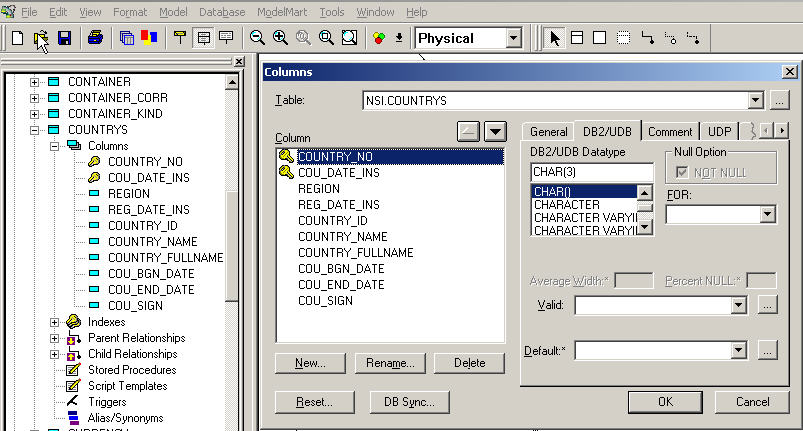 File Edit View Format Model Database ModelMart Tools Window Help
Physical
CONTAINER
CONTAINER_CORR
CONTAINER_KIND
COUNTRYS
Columns
COUNTRY_NO
COU_DATE_INS
REGION
REG_DATE_INS
COUNTRY_ID
COUNTRY_NAME
COUNTRY_FULLNAME
COU_BGN_DATE
COU_END_DATE
COU_SIGN
Indexes
Parent Relationships
Child Relationships
Stored Procedures
Script Templates
Triggers
Alias/Synonyms
Columns
Table: NSI.COUNTRYS ...
Column
COUNTRY_NO
COU_DATE_INS
REGION
REG_DATE_INS
COUNTRY_ID
COUNTRY_NAME
COUNTRY_FULLNAME
COU_BGN_DATE
COU_END_DATE
COU_SIGN
New... Rename... Delete
Reset... DB Sync...
General DB2/UDB Comment UDP
DB2/UDB Datatype
CHAR(3)
CHAR()
CHARACTER
CHARACTER VARYI
CHARACTER VARYI
Null Option
NOT NULL
FOR:
Average Width:* Percent NULL:*
Valid: ...
Default:* ...
OK Cancel